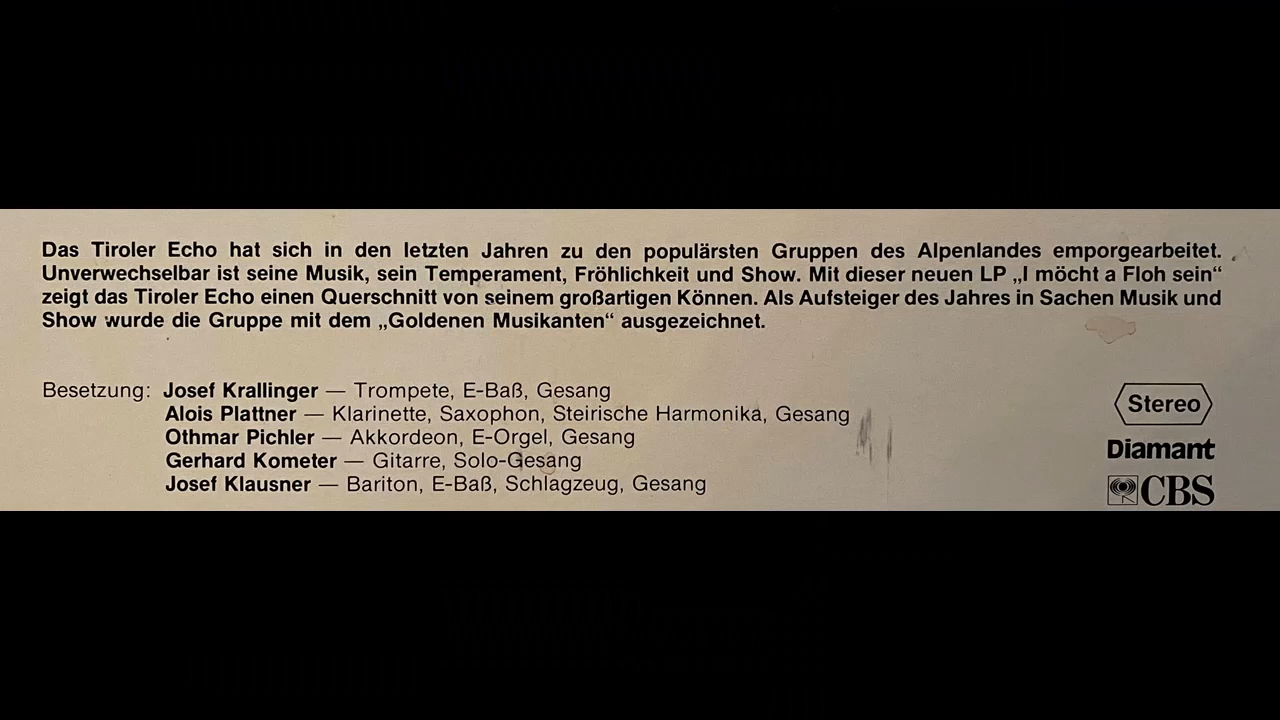 Das Tiroler Echo hat sich in den letzten Jahren zu den populärsten Gruppen des Alpenlandes emporgearbeitet.
Unverwechselbar ist seine Musik, sein Temperament, Fröhlichkeit und Show. Mit dieser neuen LP „I möcht a Floh sein“
zeigt das Tiroler Echo einen Querschnitt von seinem großartigen Können. Als Aufsteiger des Jahres in Sachen Musik und
Show wurde die Gruppe mit dem „Goldenen Musikanten“ ausgezeichnet.
Besetzung: Josef Krallinger — Trompete, E-Baß, Gesang
Alois Plattner — Klarinette, Saxophon, Steirische Harmonika, Gesang
Othmar Pichler — Akkordeon, E-Orgel, Gesang
Gerhard Kometer — Gitarre, Solo-Gesang
Josef Klausner — Bariton, E-Baß, Schlagzeug, Gesang
Stereo
Diamant
CBS